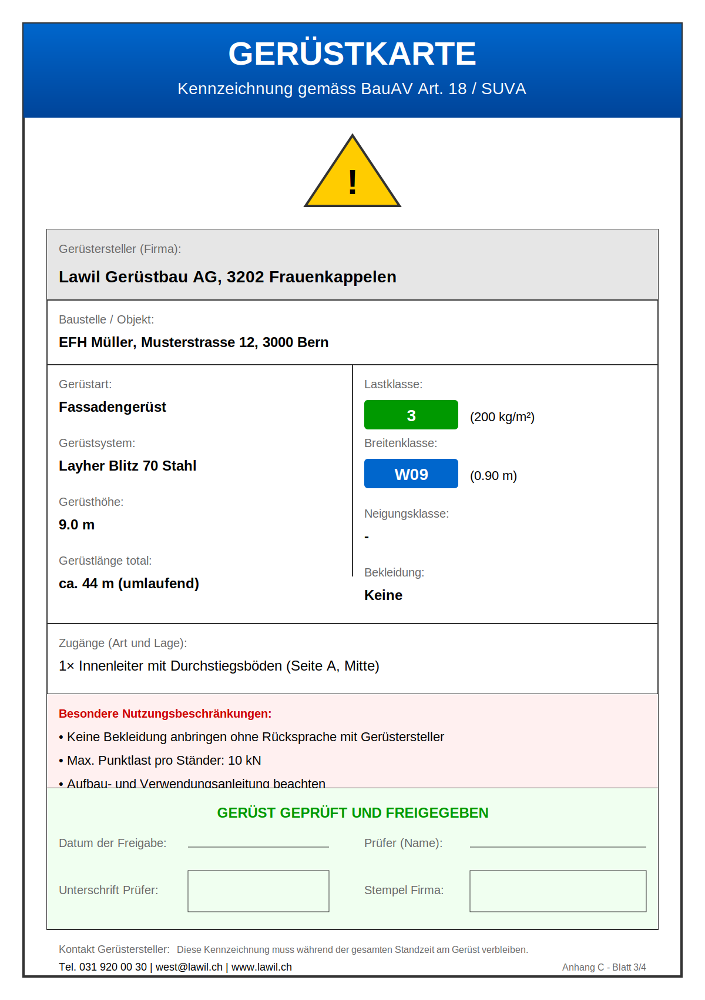 GERÜSTKARTE
Kennzeichnung gemäss BauAV Art. 18 / SUVA
!
Gerüstersteller (Firma):
Lawil Gerüstbau AG, 3202 Frauenkappelen
Baustelle / Objekt:
EFH Müller, Musterstrasse 12, 3000 Bern
Gerüstart:
Fassadengerüst
Gerüstsystem:
Layher Blitz 70 Stahl
Gerüsthöhe:
9.0 m
Gerüstlänge total:
ca. 44 m (umlaufend)
Lastklasse:
3 (200 kg/m²)
Breitenklasse:
W09 (0.90 m)
Neigungsklasse:
-
Bekleidung:
Keine
Zugänge (Art und Lage):
1× Innenleiter mit Durchstiegsböden (Seite A, Mitte)
Besondere Nutzungsbeschränkungen:
• Keine Bekleidung anbringen ohne Rücksprache mit Gerüstersteller
• Max. Punktlast pro Ständer: 10 kN
• Aufbau- und Verwendungsanleitung beachten
GERÜST GEPRÜFT UND FREIGEGEBEN
Datum der Freigabe: Prüfer (Name):
Unterschrift Prüfer: Stempel Firma:
Kontakt Gerüstersteller: Diese Kennzeichnung muss während der gesamten Standzeit am Gerüst verbleiben.
Tel. 031 920 00 30 | west@lawil.ch | www.lawil.ch Anhang C - Blatt 3/4